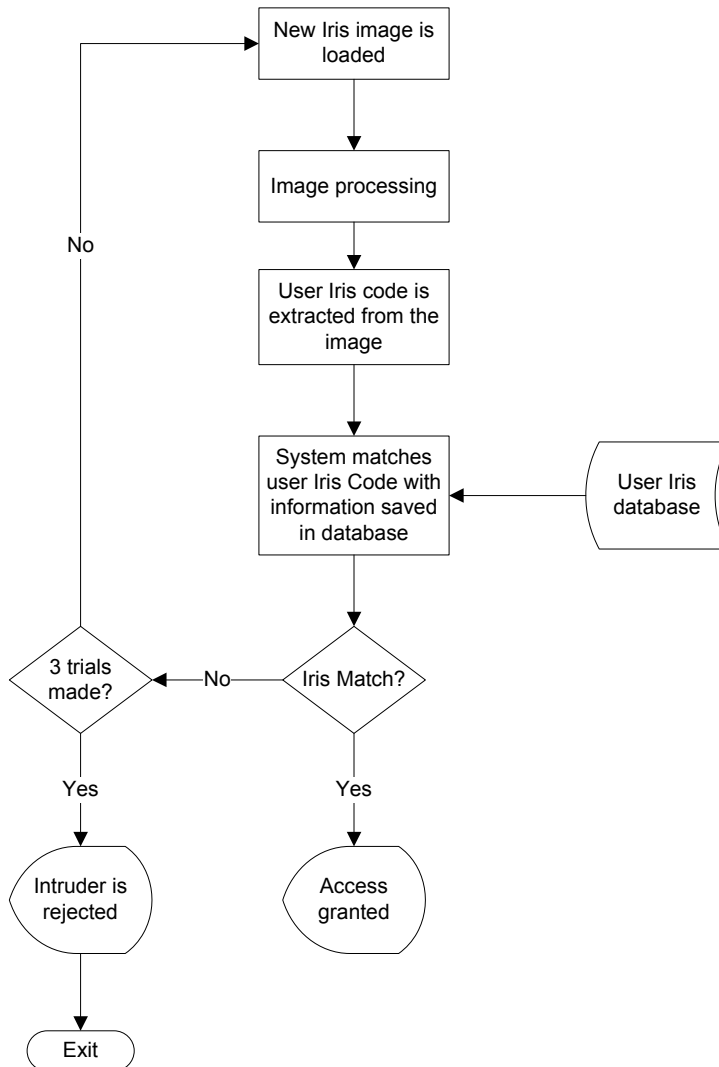 New Iris image is
loaded
Image processing
No
User Iris code is
extracted from the
image
System matches
user Iris Code with
information saved
in database
User Iris
database
3 trials
made?
No
Iris Match?
Yes
Yes
Intruder is
rejected
Access
granted
Exit